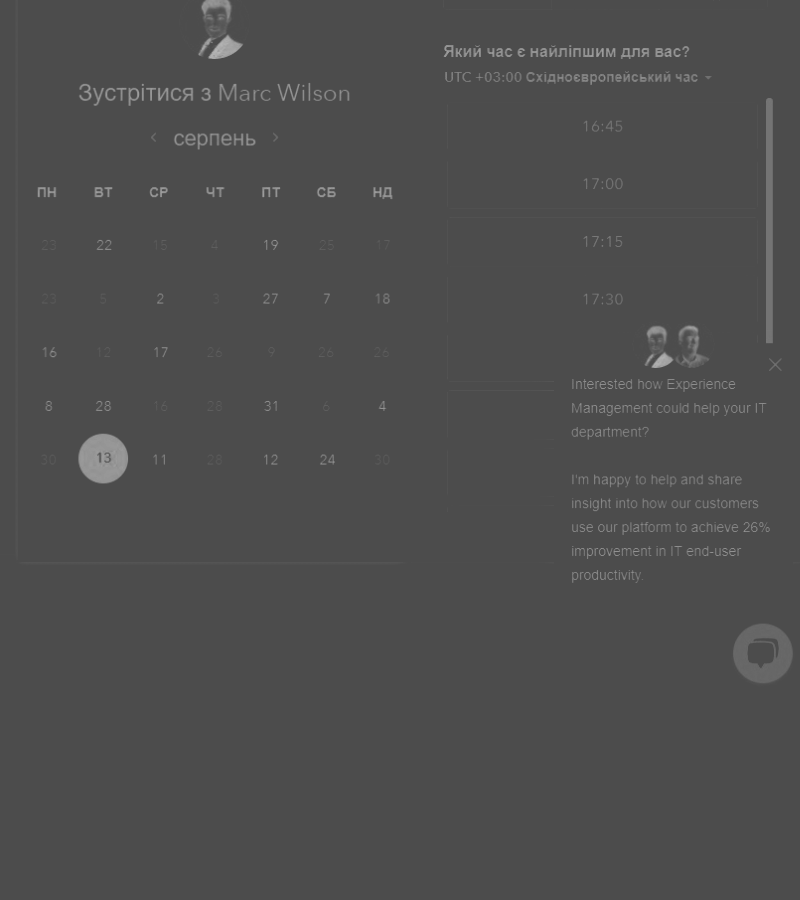 Зустрітися з Marc Wilson
серпень
ПН ВТ СР ЧТ ПТ СБ НД
23 22 15 4 19 25 17
23 5 2 3 27 7 18
16 12 17 26 9 26 26
8 28 16 28 31 6 4
30 13 11 28 12 24 30
Який час є найліпшим для вас?
UTC +03:00 Східноєвропейський час
16:45
17:00
17:15
17:30
Interested how Experience
Management could help your IT
department?
I'm happy to help and share
insight into how our customers
use our platform to achieve 26%
improvement in IT end-user
productivity.